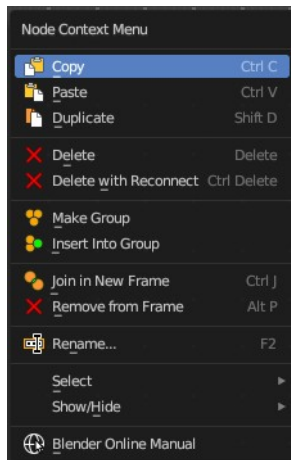 Node Context Menu
Copy Ctrl C
Paste Ctrl V
Duplicate Shift D
Delete Delete
Delete with Reconnect Ctrl Delete
Make Group
Insert Into Group
Join in New Frame Ctrl J
Remove from Frame Alt P
Rename... F2
Select
Show/Hide
Blender Online Manual